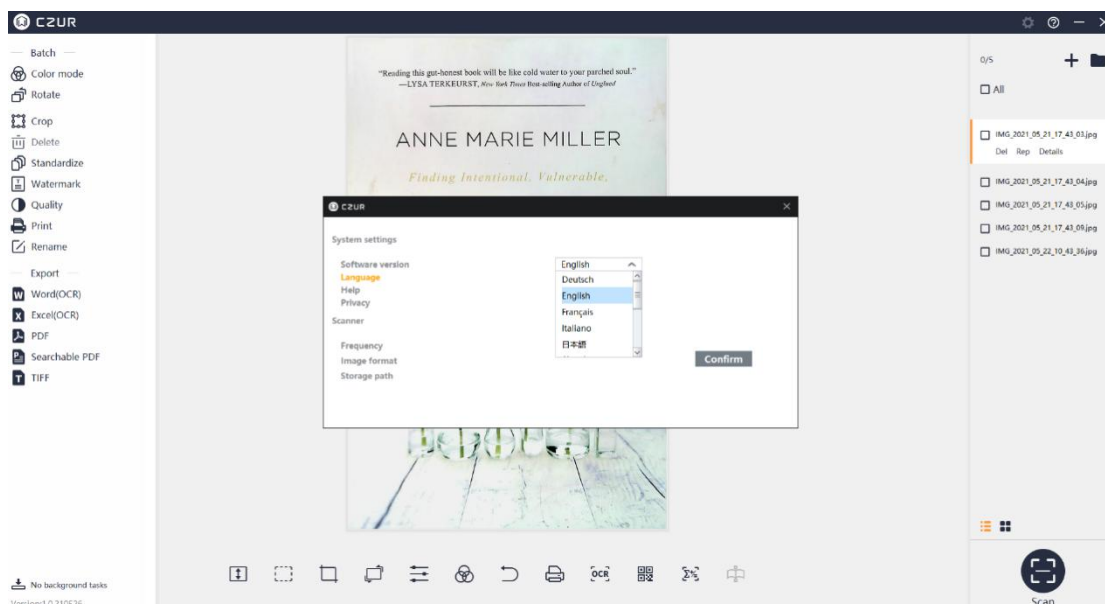 CZUR
Batch
Color mode
Rotate
Crop
Delete
Standardize
Watermark
Quality
Print
Rename
Export
Word(OCR)
Excel(OCR)
PDF
Searchable PDF
TIFF
No background tasks
“Reading this gut-honest book will be like cold water to your parched soul.”
—LYSA TERKEURST, New York Times Best-selling Author of Uninvited
ANNE MARIE MILLER
Finding Intentional, Vulnerable,
CZUR
System settings
Software version
Language
Help
Privacy
Scanner
Frequency
Image format
Storage path
English
Deutsch
English
Français
Italiano
日本語
Confirm
OCR
0/5
All
IMG_2021_05_21_17_43_03.jpg
Del Rep Details
IMG_2021_05_21_17_43_04.jpg
IMG_2021_05_21_17_43_05.jpg
IMG_2021_05_21_17_43_09.jpg
IMG_2021_05_22_10_43_36.jpg
Scan